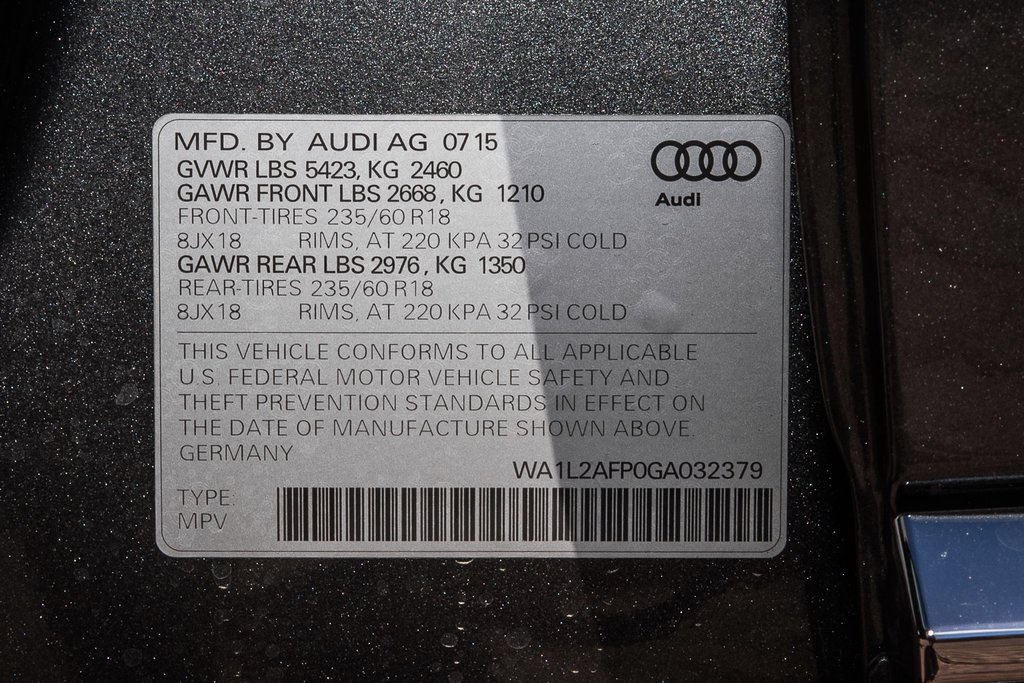 MFD. BY AUDI AG 07 15
GVWR LBS 5423, KG 2460
GAWR FRONT LBS 2668, KG 1210
FRONT-TIRES 235/60 R18
8JX18 RIMS, AT 220 KPA 32 PSI COLD
GAWR REAR LBS 2976, KG 1350
REAR-TIRES 235/60 R18
8JX18 RIMS, AT 220 KPA 32 PSI COLD
Audi
THIS VEHICLE CONFORMS TO ALL APPLICABLE
U.S. FEDERAL MOTOR VEHICLE SAFETY AND
THEFT PREVENTION STANDARDS IN EFFECT ON
THE DATE OF MANUFACTURE SHOWN ABOVE.
GERMANY
WA1L2AFP0GA032379
TYPE:
MPV